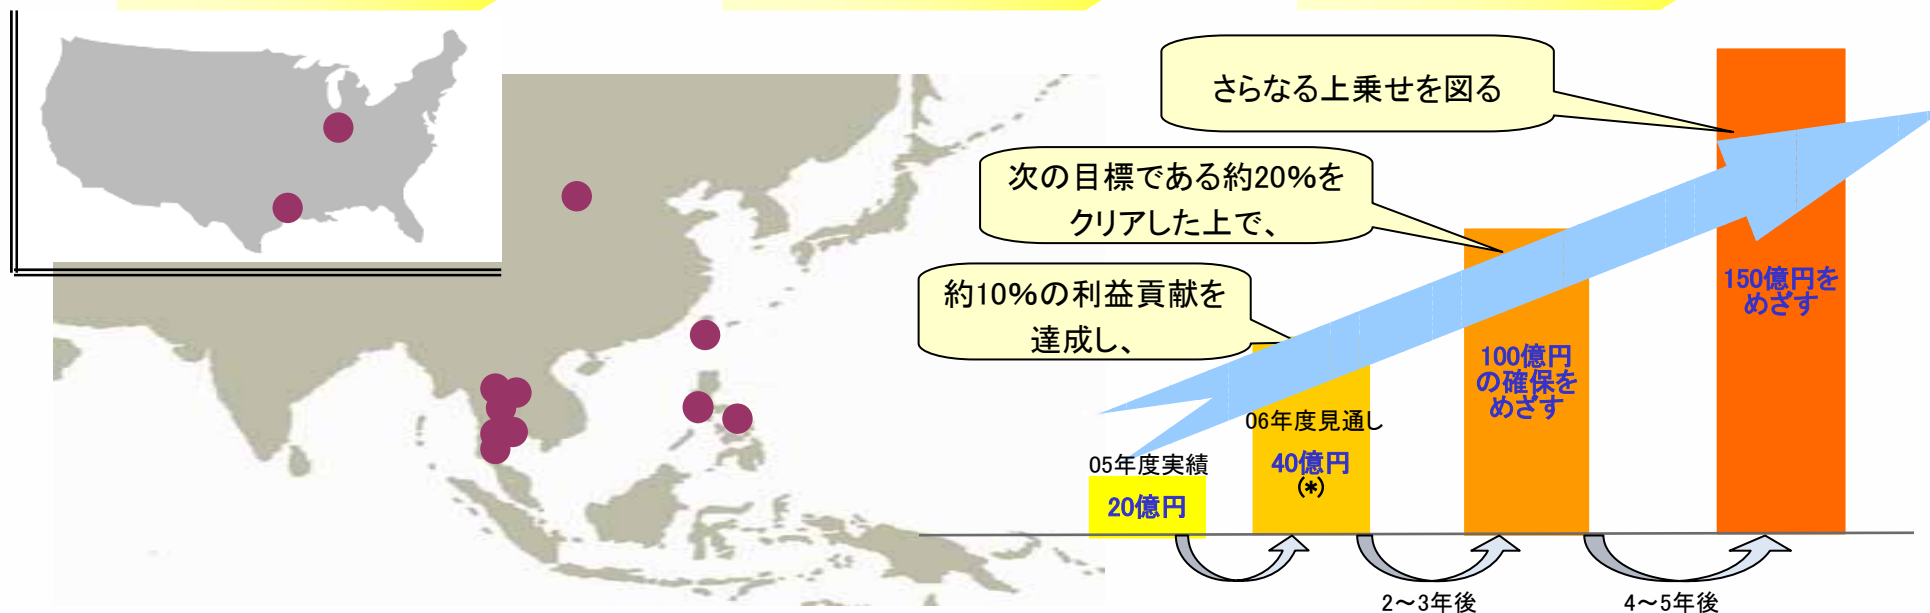 さらなる上乗せを図る
次の目標である約20%を
クリアした上で、
約10%の利益貢献を
達成し、
150億円を
めざす
100億円
の確保を
めざす
06年度見通し
40億円
(*)
05年度実績
20億円
2～3年後
4～5年後